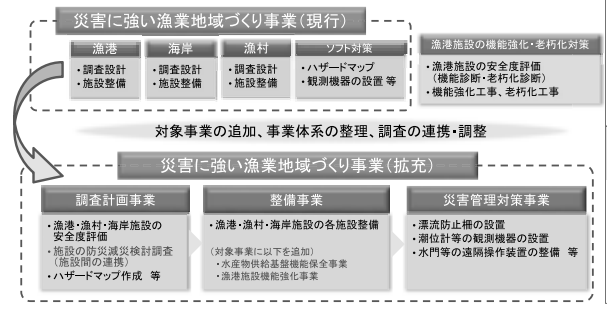 災害に強い漁業地域づくり事業(現行)
漁港
・調査設計
・施設整備
海岸
・調査設計
・施設整備
漁村
・調査設計
・施設整備
ソフト対策
・ハザードマップ
・観測機器の設置 等
漁港施設の機能強化・老朽化対策
・漁港施設の安全度評価
(機能診断・老朽化診断)
・機能強化工事、老朽化工事
対象事業の追加、事業体系の整理、調査の連携・調整
災害に強い漁業地域づくり事業(拡充)
調査計画事業
・漁港・漁村・海岸施設の
安全度評価
・施設の防災減災検討調査
(施設間の連携)
・ハザードマップ作成 等
整備事業
・漁港・漁村・海岸施設の各施設整備
(対象事業に以下を追加)
・水産物供給基盤機能保全事業
・漁港施設機能強化事業
災害管理対策事業
・漂流防止柵の設置
・潮位計等の観測機器の設置
・水門等の遠隔操作装置の整備 等